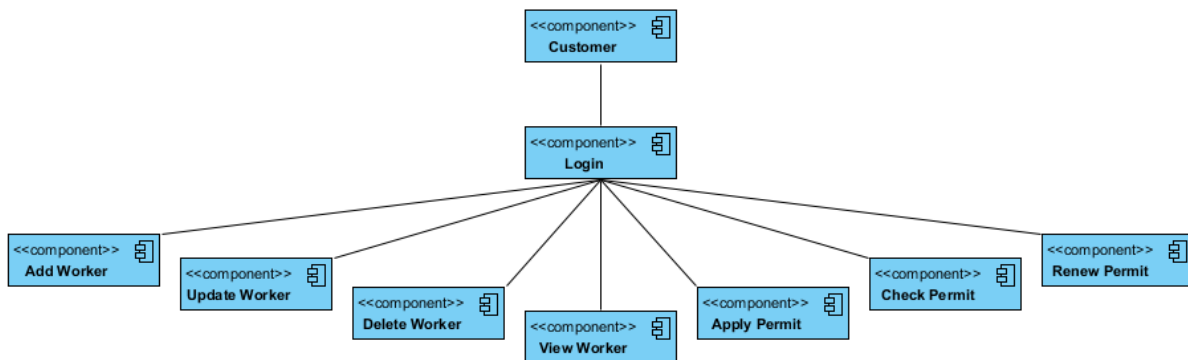 <<component>>
Customer
<<component>>
Login
<<component>>
Add Worker
<<component>>
Update Worker
<<component>>
Delete Worker
<<component>>
View Worker
<<component>>
Apply Permit
<<component>>
Check Permit
<<component>>
Renew Permit